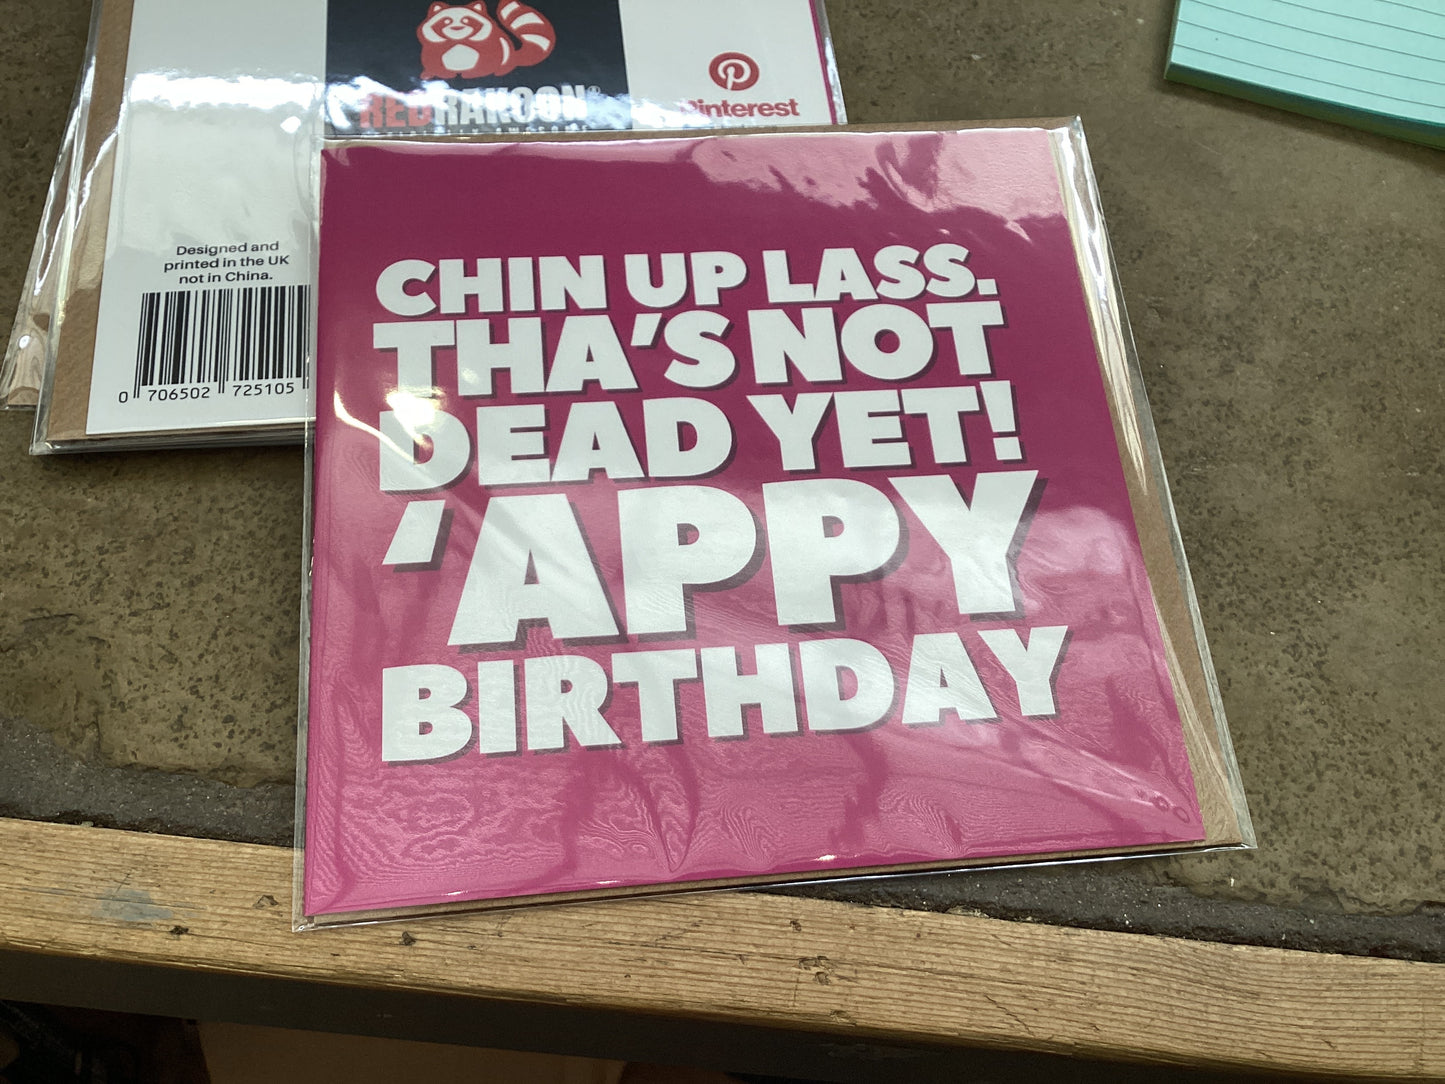 REDRAKOON®
Pinterest
Designed and
printed in the UK
not in China.
0 706502 725105
CHIN UP LASS.
THA'S NOT
DEAD YET!
'APPY
BIRTHDAY